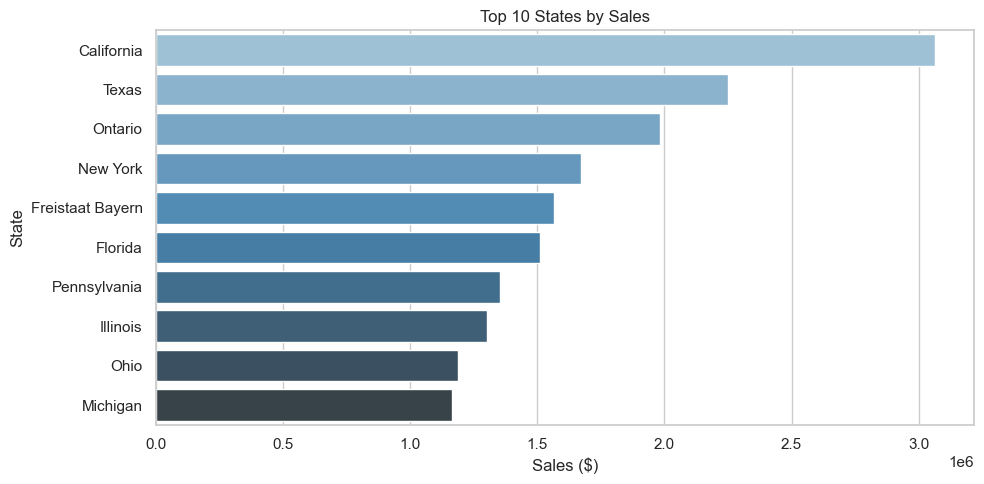 Top 10 States by Sales
State
California
Texas
Ontario
New York
Freistaat Bayern
Florida
Pennsylvania
Illinois
Ohio
Michigan
0.0 0.5 1.0 1.5 2.0 2.5 3.0
1e6
Sales ($)